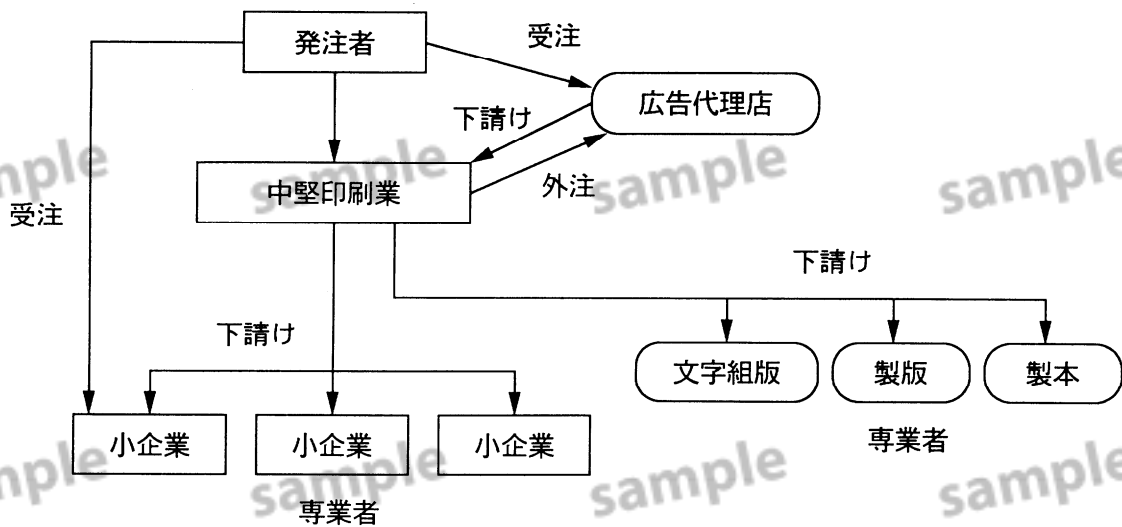 発注者
受注
広告代理店
下請け
sample
sample
sample
sample
中堅印刷業
外注
受注
下請け
下請け
文字組版
製版
製本
小企業
小企業
小企業
専業者
sample
sample
sample
sample
専業者